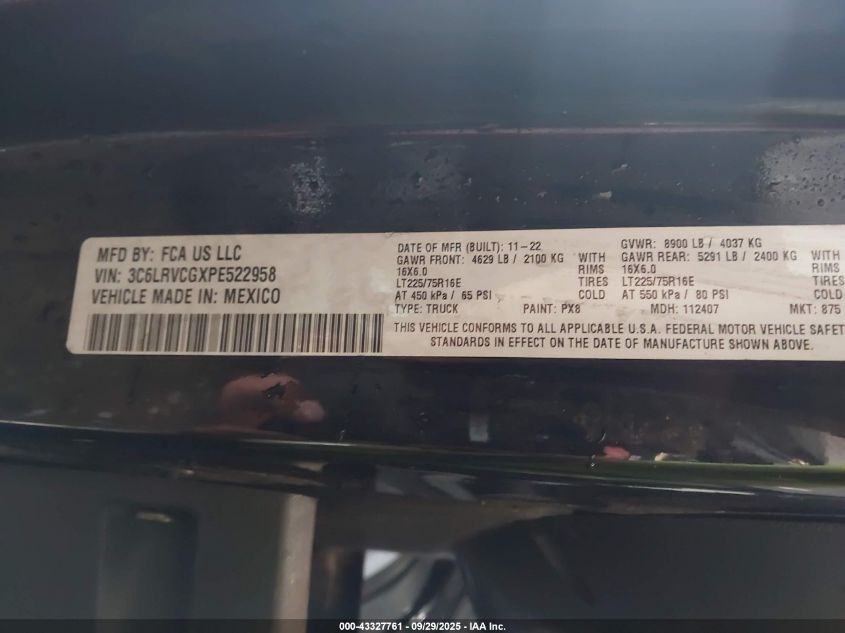 MFD BY: FCA US LLC
VIN: 3C6LRVCGXPE522958
VEHICLE MADE IN: MEXICO
DATE OF MFR (BUILT): 11-22
GVWR: 8900 LB / 4037 KG
GAWR FRONT: 4629 LB / 2100 KG WITH
GAWR REAR: 5291 LB / 2400 KG WITH
16X6.0 RIMS
16X6.0 RIMS
LT225/75R16E TIRES
LT225/75R16E TIRES
AT 450 kPa / 65 PSI COLD
AT 550 kPa / 80 PSI COLD
TYPE: TRUCK PAINT: PX8 MDH: 112407 MKT: 875
THIS VEHICLE CONFORMS TO ALL APPLICABLE U.S.A. FEDERAL MOTOR VEHICLE SAFET
STANDARDS IN EFFECT ON THE DATE OF MANUFACTURE SHOWN ABOVE.
000-43327761 - 09/29/2025 - IAA, Inc.